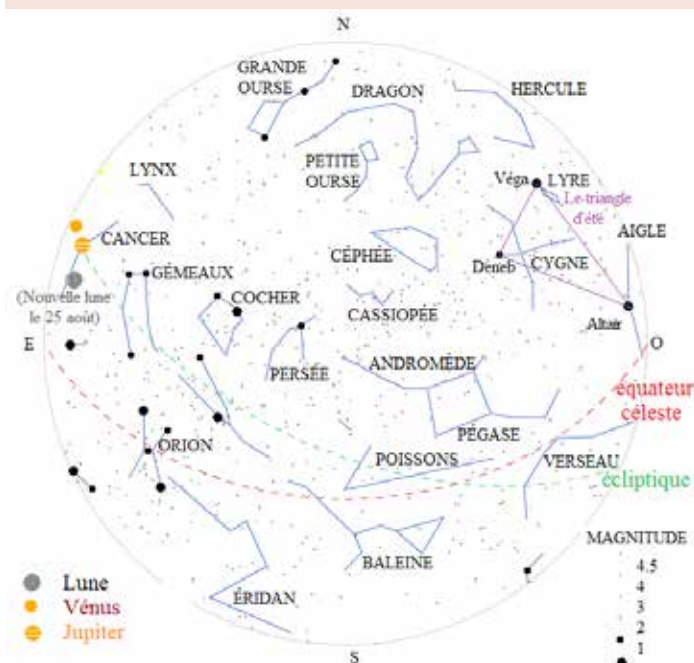 N
GRANDE
OURSE
DRAGON
HERCULE
LYNX
PETITE
OURSE
Véga
LYRE
Le triangle
d'été
CANCER
AIGLE
CÉPHÉE
Deneb
CYGNE
GÉMEAUX
(Nouvelle lune
le 25 août)
COCHER
CASSIOPÉE
Altaïr
E
O
PERSÉE
ANDROMÈDE
équateur
céleste
PÉGASE
ORION
POISSONS
VERSEAU
écliptique
MAGNITUDE
BALEINE
4.5
4
3
2
1
Lune
Vénus
Jupiter
ÉRIDAN
S